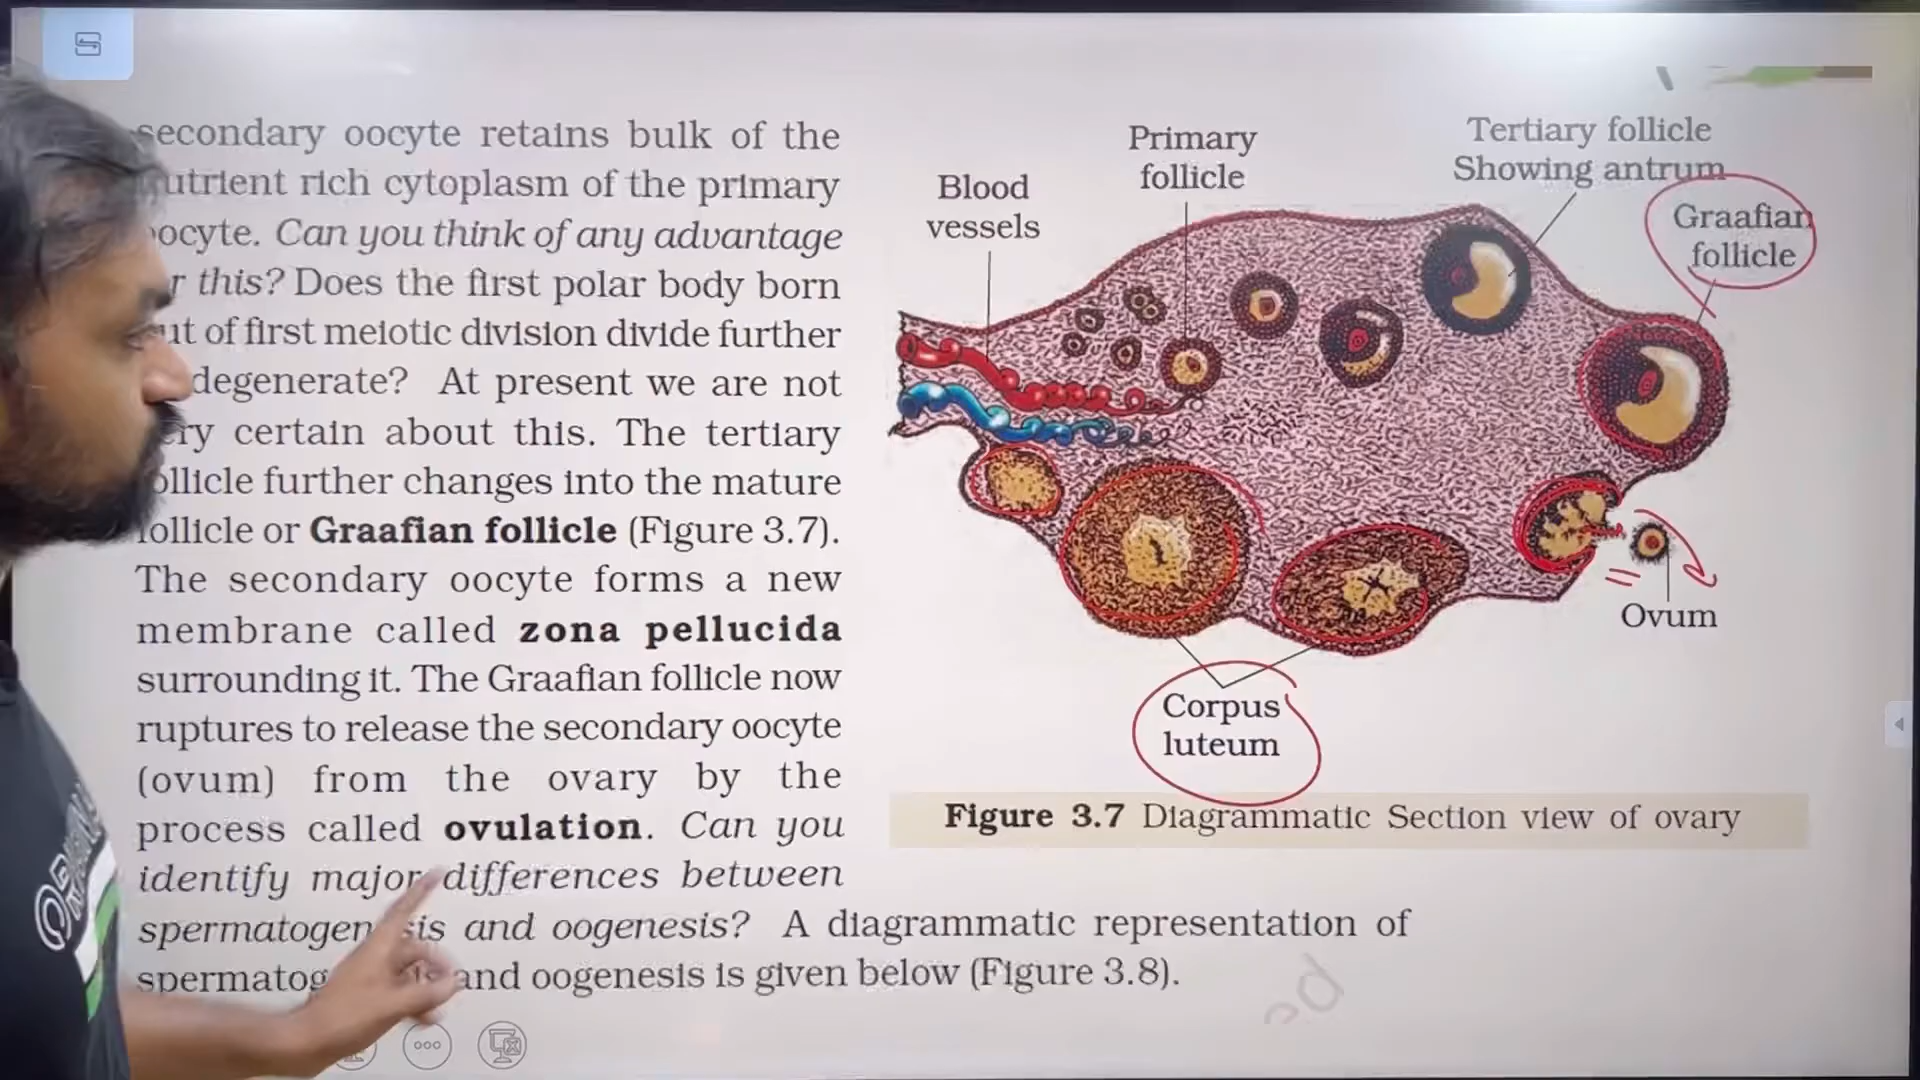 secondary oocyte retains bulk of the
utrient rich cytoplasm of the primary
ocyte. Can you think of any advantage
r this? Does the first polar body born
ut of first meiotic division divide further
degenerate? At present we are not
ry certain about this. The tertiary
ollicle further changes into the mature
follicle or Graafian follicle (Figure 3.7).
The secondary oocyte forms a new
membrane called zona pellucida
surrounding it. The Graafian follicle now
ruptures to release the secondary oocyte
(ovum) from the ovary by the
process called ovulation. Can you
identify major differences between
spermatogen is and oogenesis? A diagrammatic representation of
spermatog is and oogenesis is given below (Figure 3.8).
Blood
vessels
Primary
follicle
Tertiary follicle
Showing antrum
Graafian
follicle
Ovum
Corpus
luteum
Figure 3.7 Diagrammatic Section view of ovary
ed